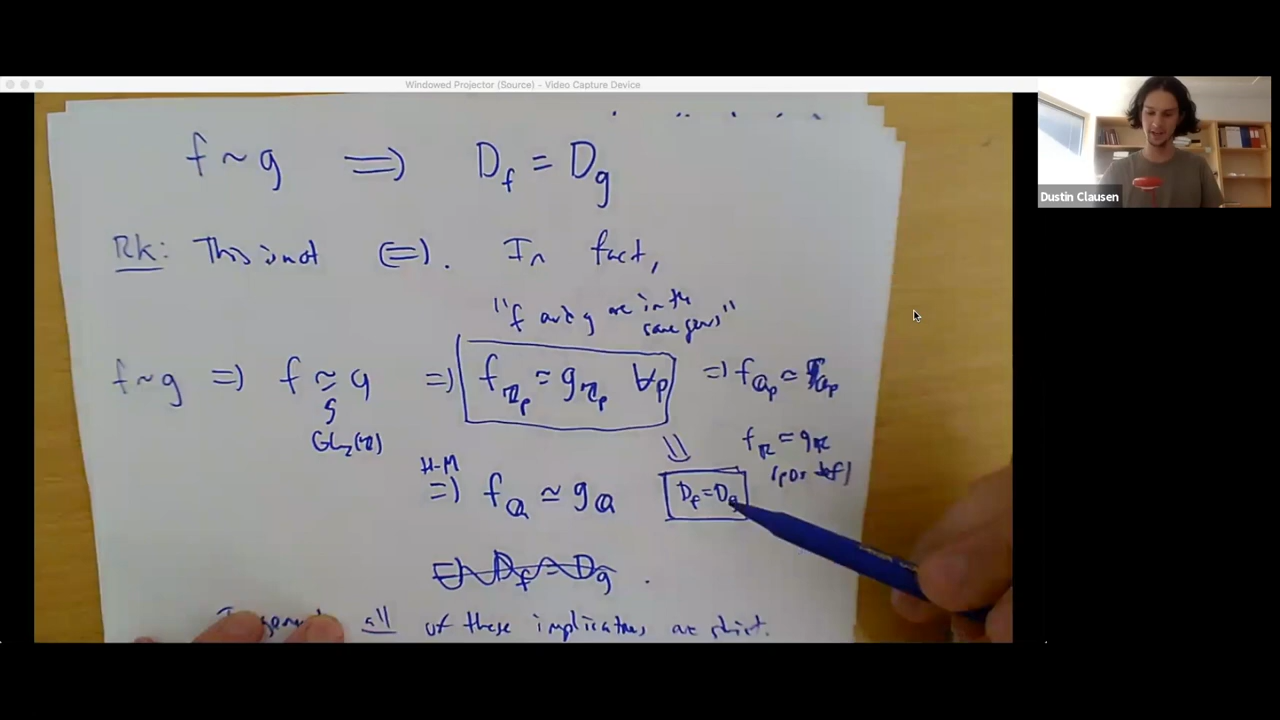 Windowed Projector (Source) - Video Capture Device
Dustin Clausen
f ~ g ⟹ D_f = D_g
Rk: This is not (⟸). In fact,
"f and g are in the
same genus"
f ~ g ⟹ f ≃ g ⟹ f_{ℤ_p} ≃ g_{ℤ_p} ∀p ⟹ f_{ℚ_p} ≃ g_{ℚ_p}
GL_2(ℤ)
f_ℝ ≃ g_ℝ
(pos def)
H-M
⟹ f_ℚ ≃ g_ℚ
⇓
D_f = D_g
⟹ D_f = D_g .
In general all of these implications are strict.